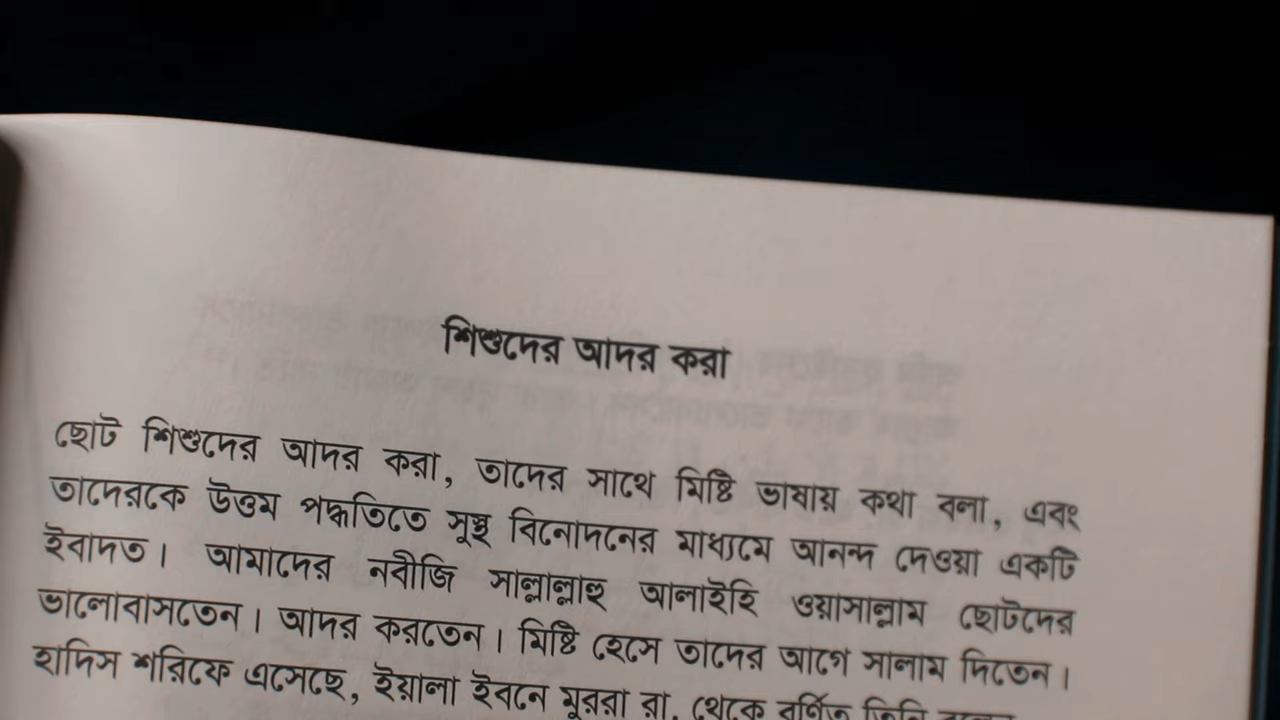 শিশুদের আদর করা
ছোট শিশুদের আদর করা, তাদের সাথে মিষ্টি ভাষায় কথা বলা, এবং
তাদেরকে উত্তম পদ্ধতিতে সুস্থ বিনোদনের মাধ্যমে আনন্দ দেওয়া একটি
ইবাদত। আমাদের নবীজি সাল্লাল্লাহু আলাইহি ওয়াসাল্লাম ছোটদের
ভালোবাসতেন। আদর করতেন। মিষ্টি হেসে তাদের আগে সালাম দিতেন।
হাদিস শরিফে এসেছে, ইয়ালা ইবনে মুররা রা. থেকে বর্ণিত তিনি